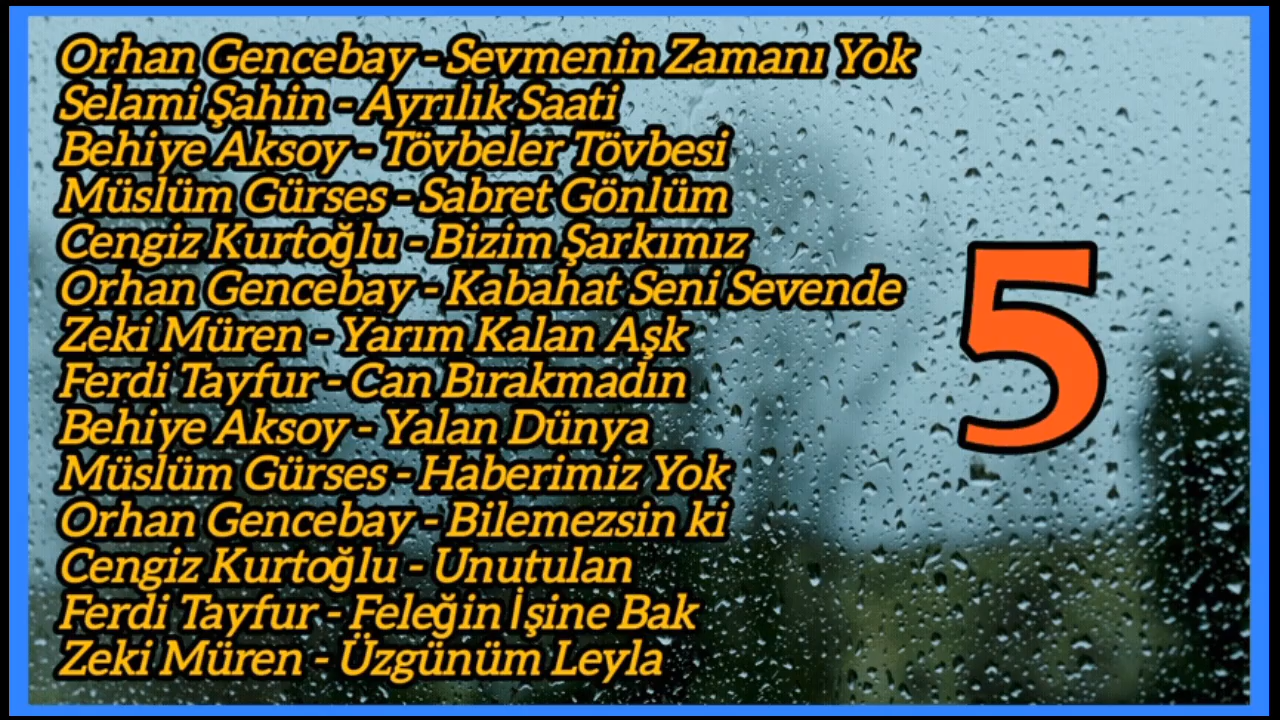 Orhan Gencebay - Sevmenin Zamanı Yok
Selami Şahin - Ayrılık Saati
Behiye Aksoy - Tövbeler Tövbesi
Müslüm Gürses - Sabret Gönlüm
Cengiz Kurtoğlu - Bizim Şarkımız
Orhan Gencebay - Kabahat Seni Sevende
Zeki Müren - Yarım Kalan Aşk
Ferdi Tayfur - Can Bırakmadın
Behiye Aksoy - Yalan Dünya
Müslüm Gürses - Haberimiz Yok
Orhan Gencebay - Bilemezsin ki
Cengiz Kurtoğlu - Unutulan
Ferdi Tayfur - Feleğin İşine Bak
Zeki Müren - Üzgünüm Leyla
5